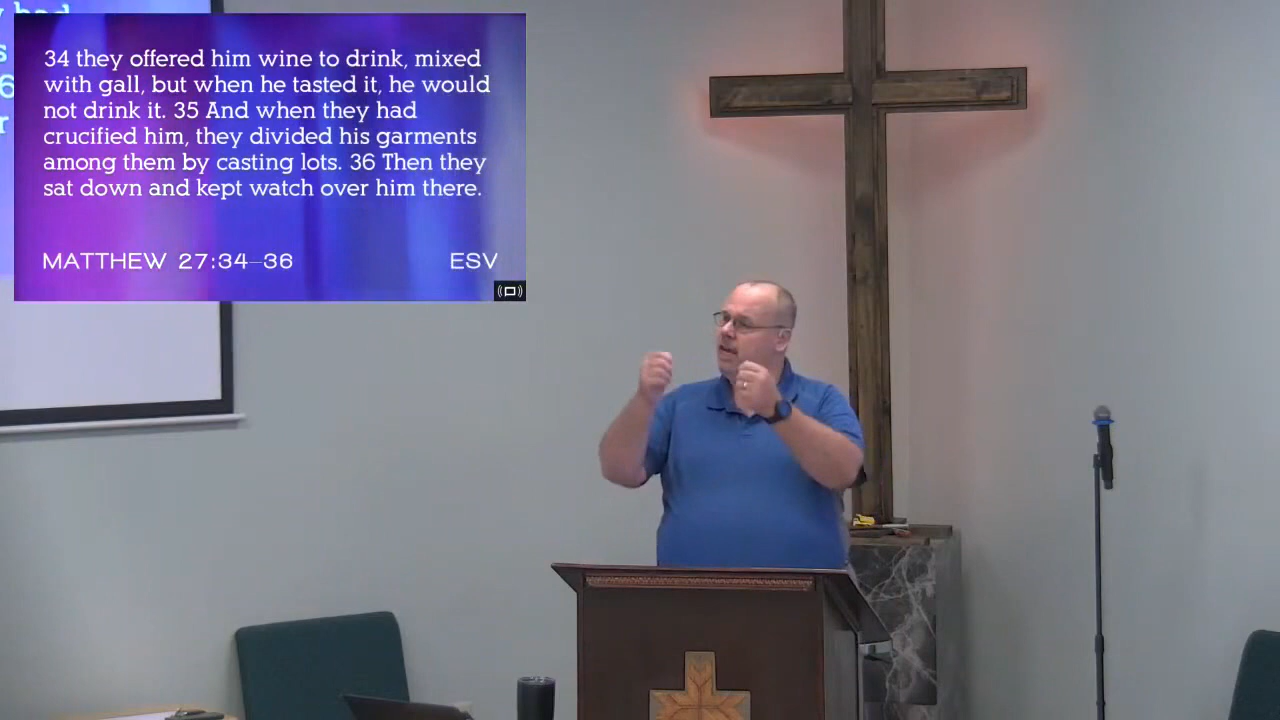 34 they offered him wine to drink, mixed
with gall, but when he tasted it, he would
not drink it. 35 And when they had
crucified him, they divided his garments
among them by casting lots. 36 Then they
sat down and kept watch over him there.
MATTHEW 27:34–36 ESV